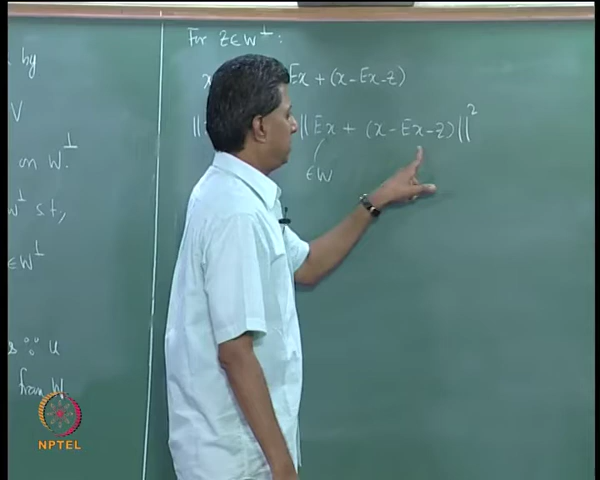 by
V
on W⊥.
W⊥ s.t.,
∈W⊥
s ∵ u
from W.
For z∈W⊥ :
x Ex + (x-Ex-z)
|| || Ex + (x-Ex-z)||²
∈W
NPTEL